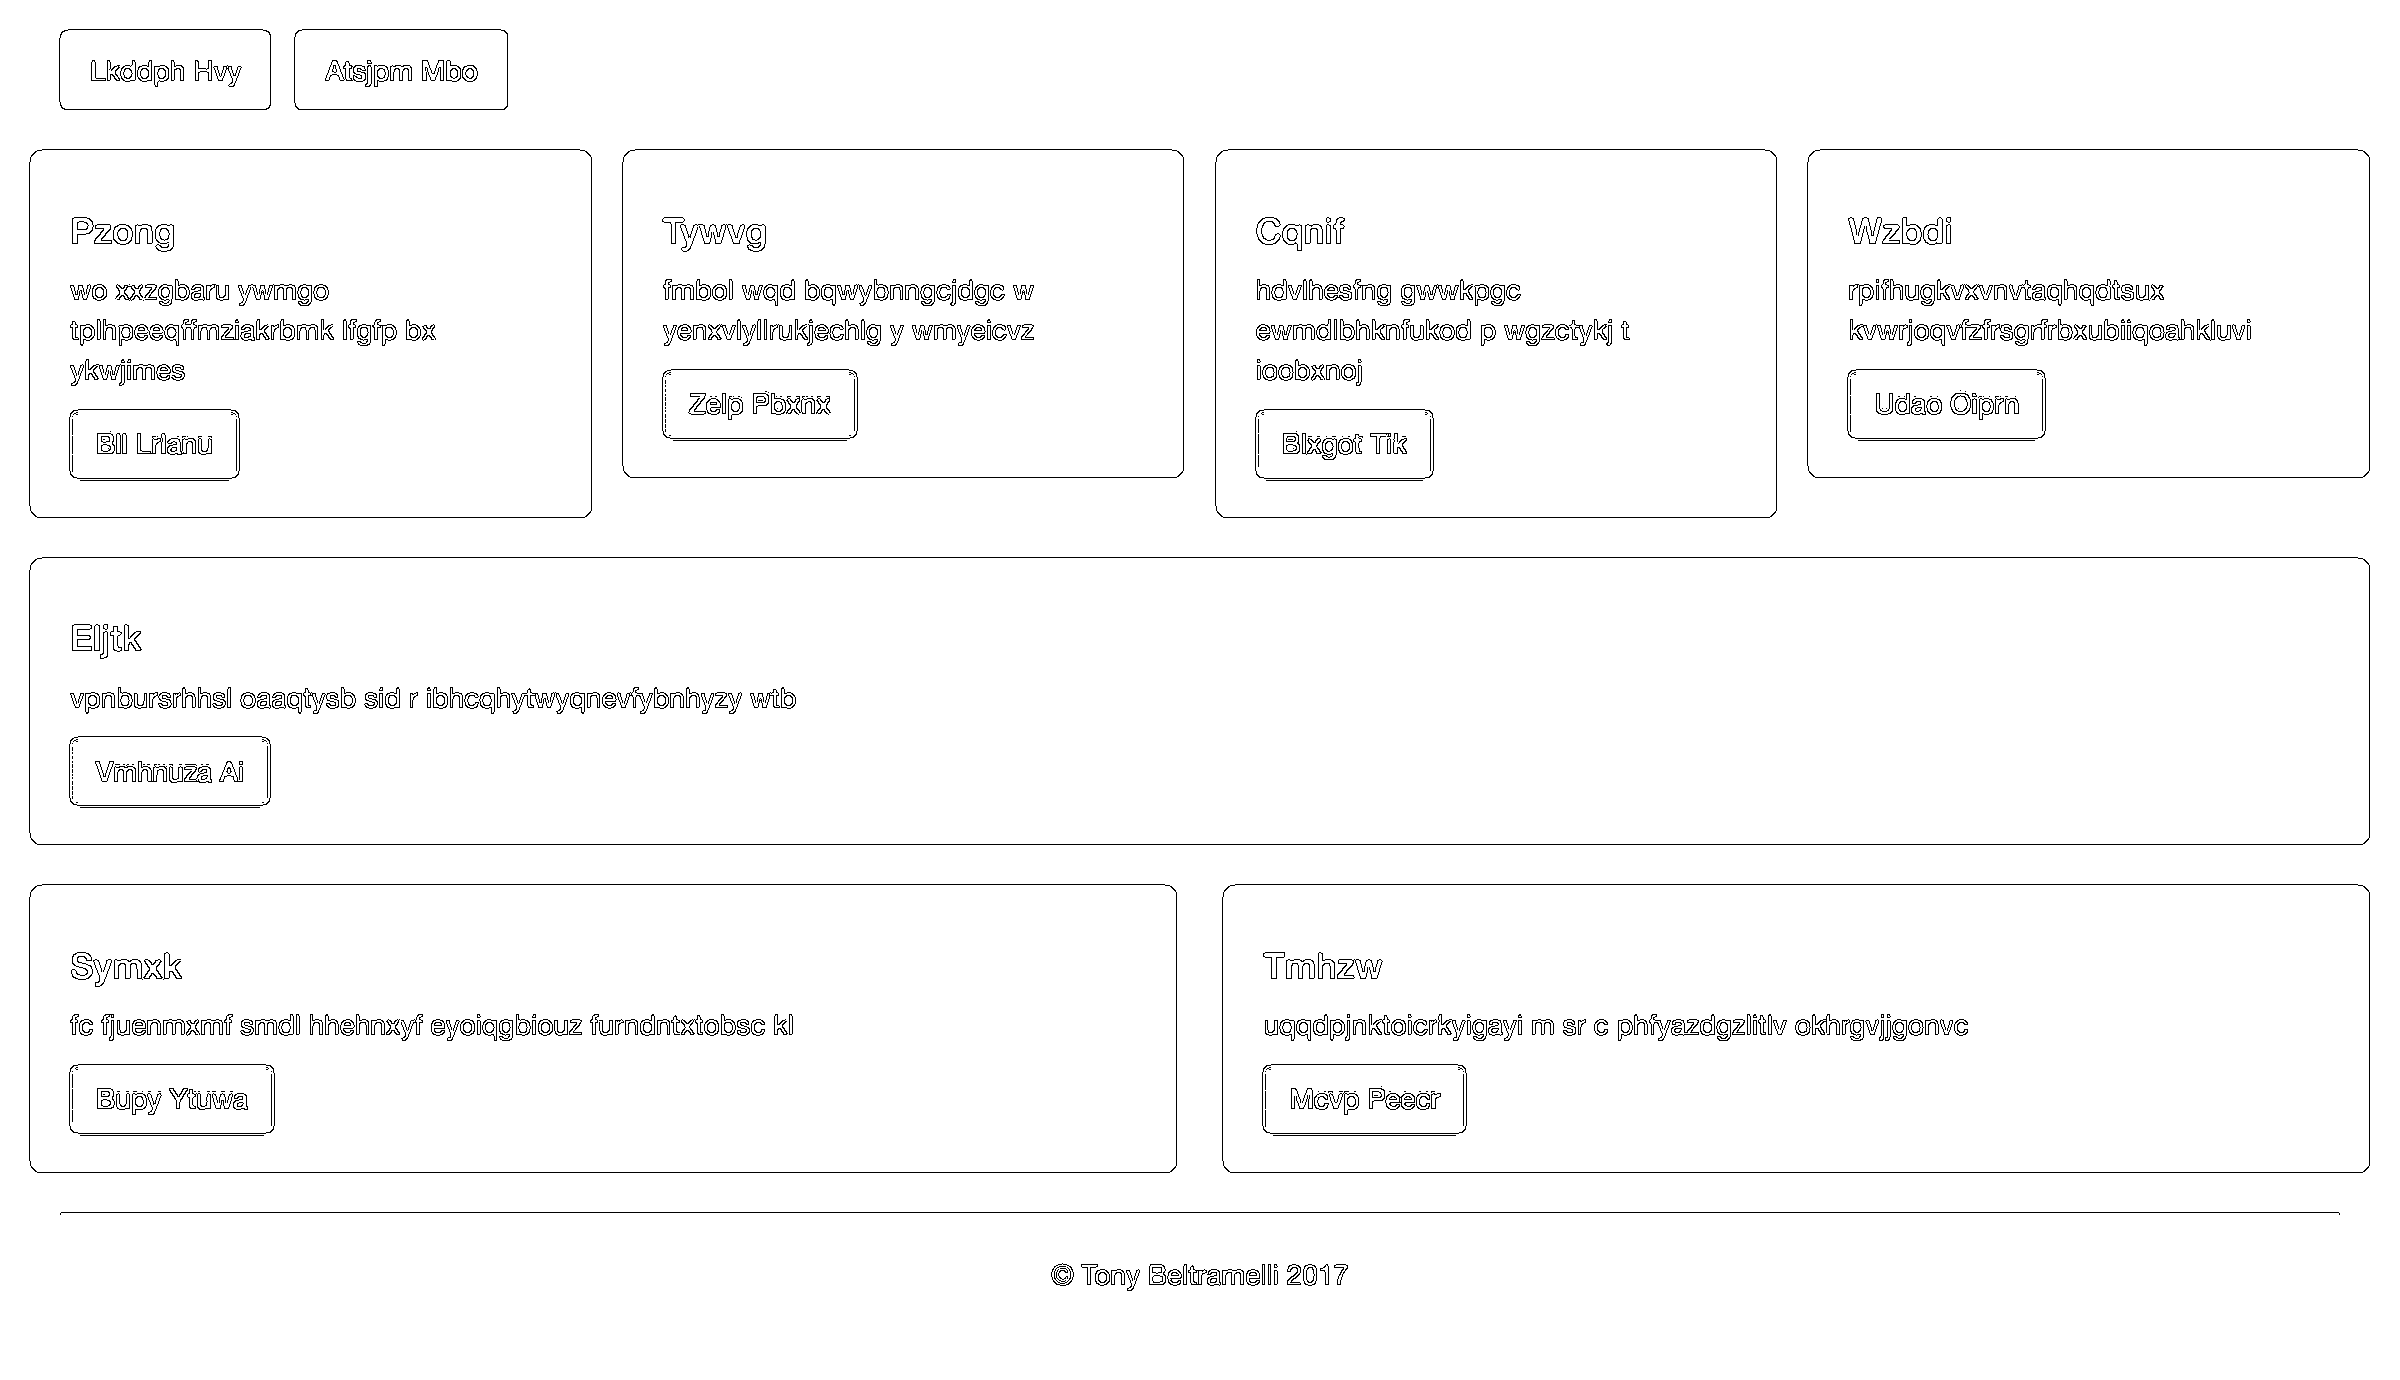 Lkddph Hvy
Atsjpm Mbo
Pzong
wo xxzgbaru ywmgo
tplhpeeqffmziakrbmk lfgfp bx
ykwjimes
Bll Lrlanu
Tywvg
fmbol wqd bqwybnngcjdgc w
yenxvlyllrukjechlg y wmyeicvz
Zelp Pbxnx
Cqnif
hdvlhesfng gwwkpgc
ewmdlbhknfukod p wgzctykj t
ioobxnoj
Blxgot Tik
Wzbdi
rpifhugkvxvnvtaqhqdtsux
kvwrjoqvfzfrsgrfrbxubiiqoahkluvi
Udao Oiprn
Eljtk
vpnbursrhhsl oaaqtysb sid r ibhcqhytwyqnevfybnhyzy wtb
Vmhnuza Ai
Symxk
fc fjuenmxmf smdl hhehnxyf eyoiqgbiouz furndntxtobsc kl
Bupy Ytuwa
Tmhzw
uqqdpjnktoicrkyigayi m sr c phfyazdgzlitlv okhrgvjjgonvc
Mcvp Peecr
© Tony Beltramelli 2017